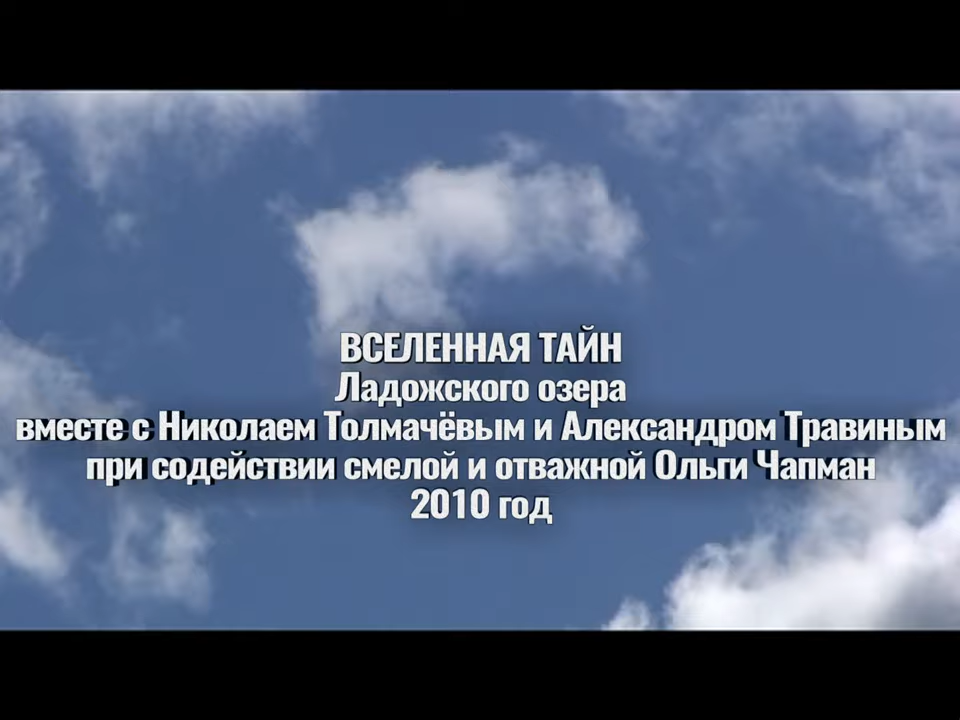 ВСЕЛЕННАЯ ТАЙН
Ладожского озера
вместе с Николаем Толмачёвым и Александром Травиным
при содействии смелой и отважной Ольги Чапман
2010 год